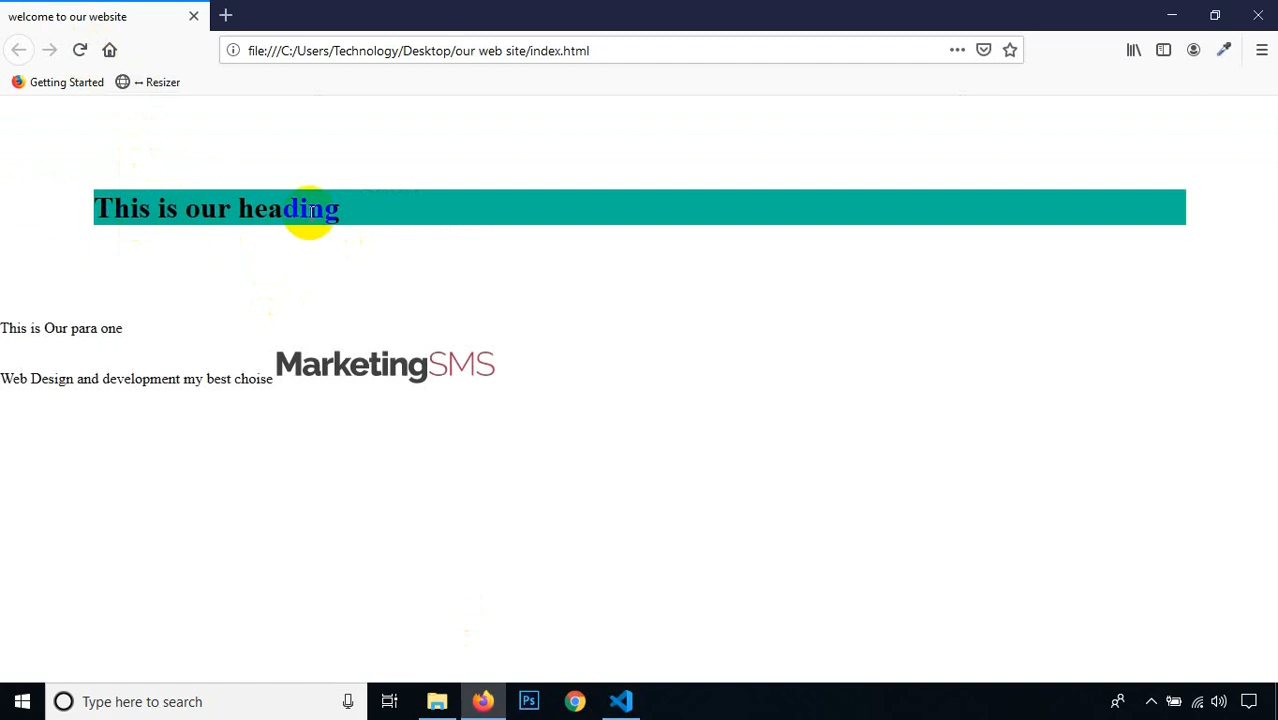 welcome to our website
file:///C:/Users/Technology/Desktop/our web site/index.html
Getting Started
↔ Resizer
This is our heading
This is Our para one
Web Design and development my best choise MarketingSMS
Type here to search
Ps